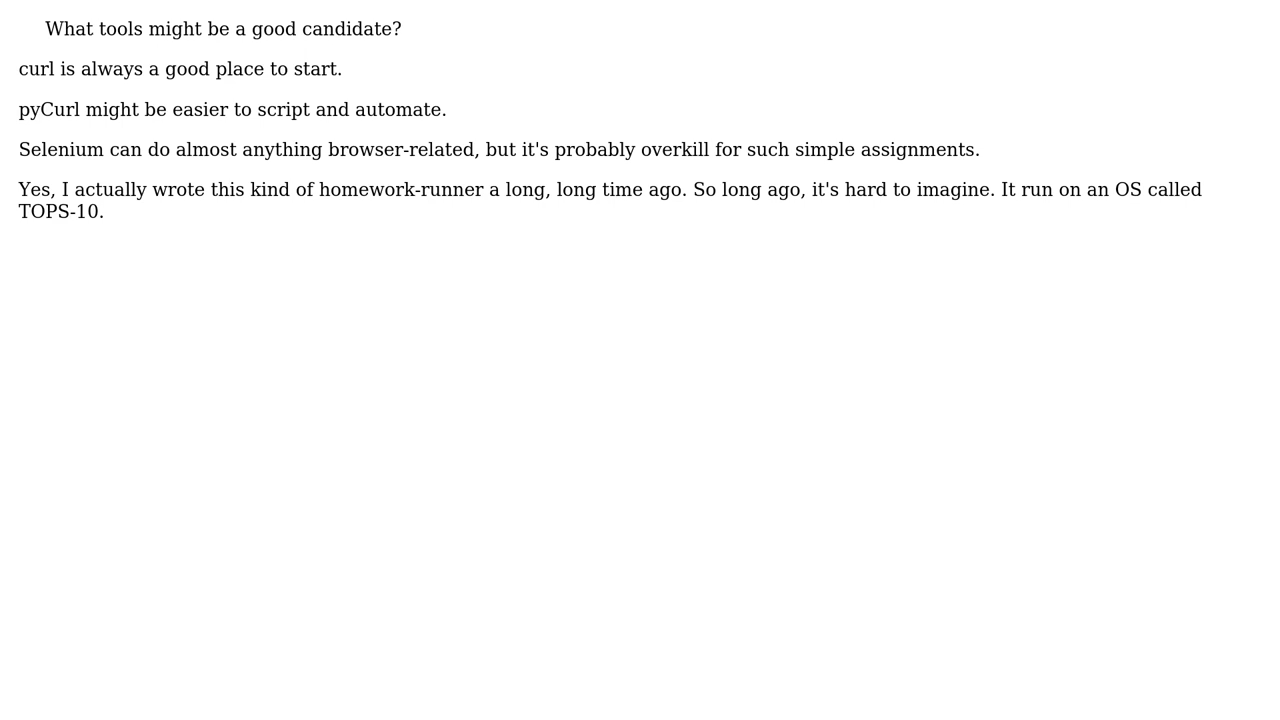 What tools might be a good candidate?
curl is always a good place to start.
pyCurl might be easier to script and automate.
Selenium can do almost anything browser-related, but it's probably overkill for such simple assignments.
Yes, I actually wrote this kind of homework-runner a long, long time ago. So long ago, it's hard to imagine. It run on an OS called
TOPS-10.